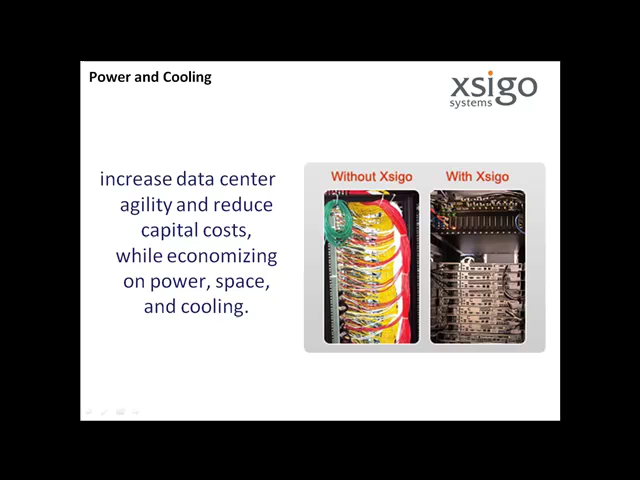 Power and Cooling
xsigo
systems
increase data center
agility and reduce
capital costs,
while economizing
on power, space,
and cooling.
Without Xsigo
With Xsigo